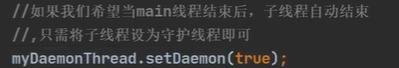 //如果我们希望当main线程结束后，子线程自动结束
//,只需将子线程设为守护线程即可
myDaemonThread.setDaemon(true);